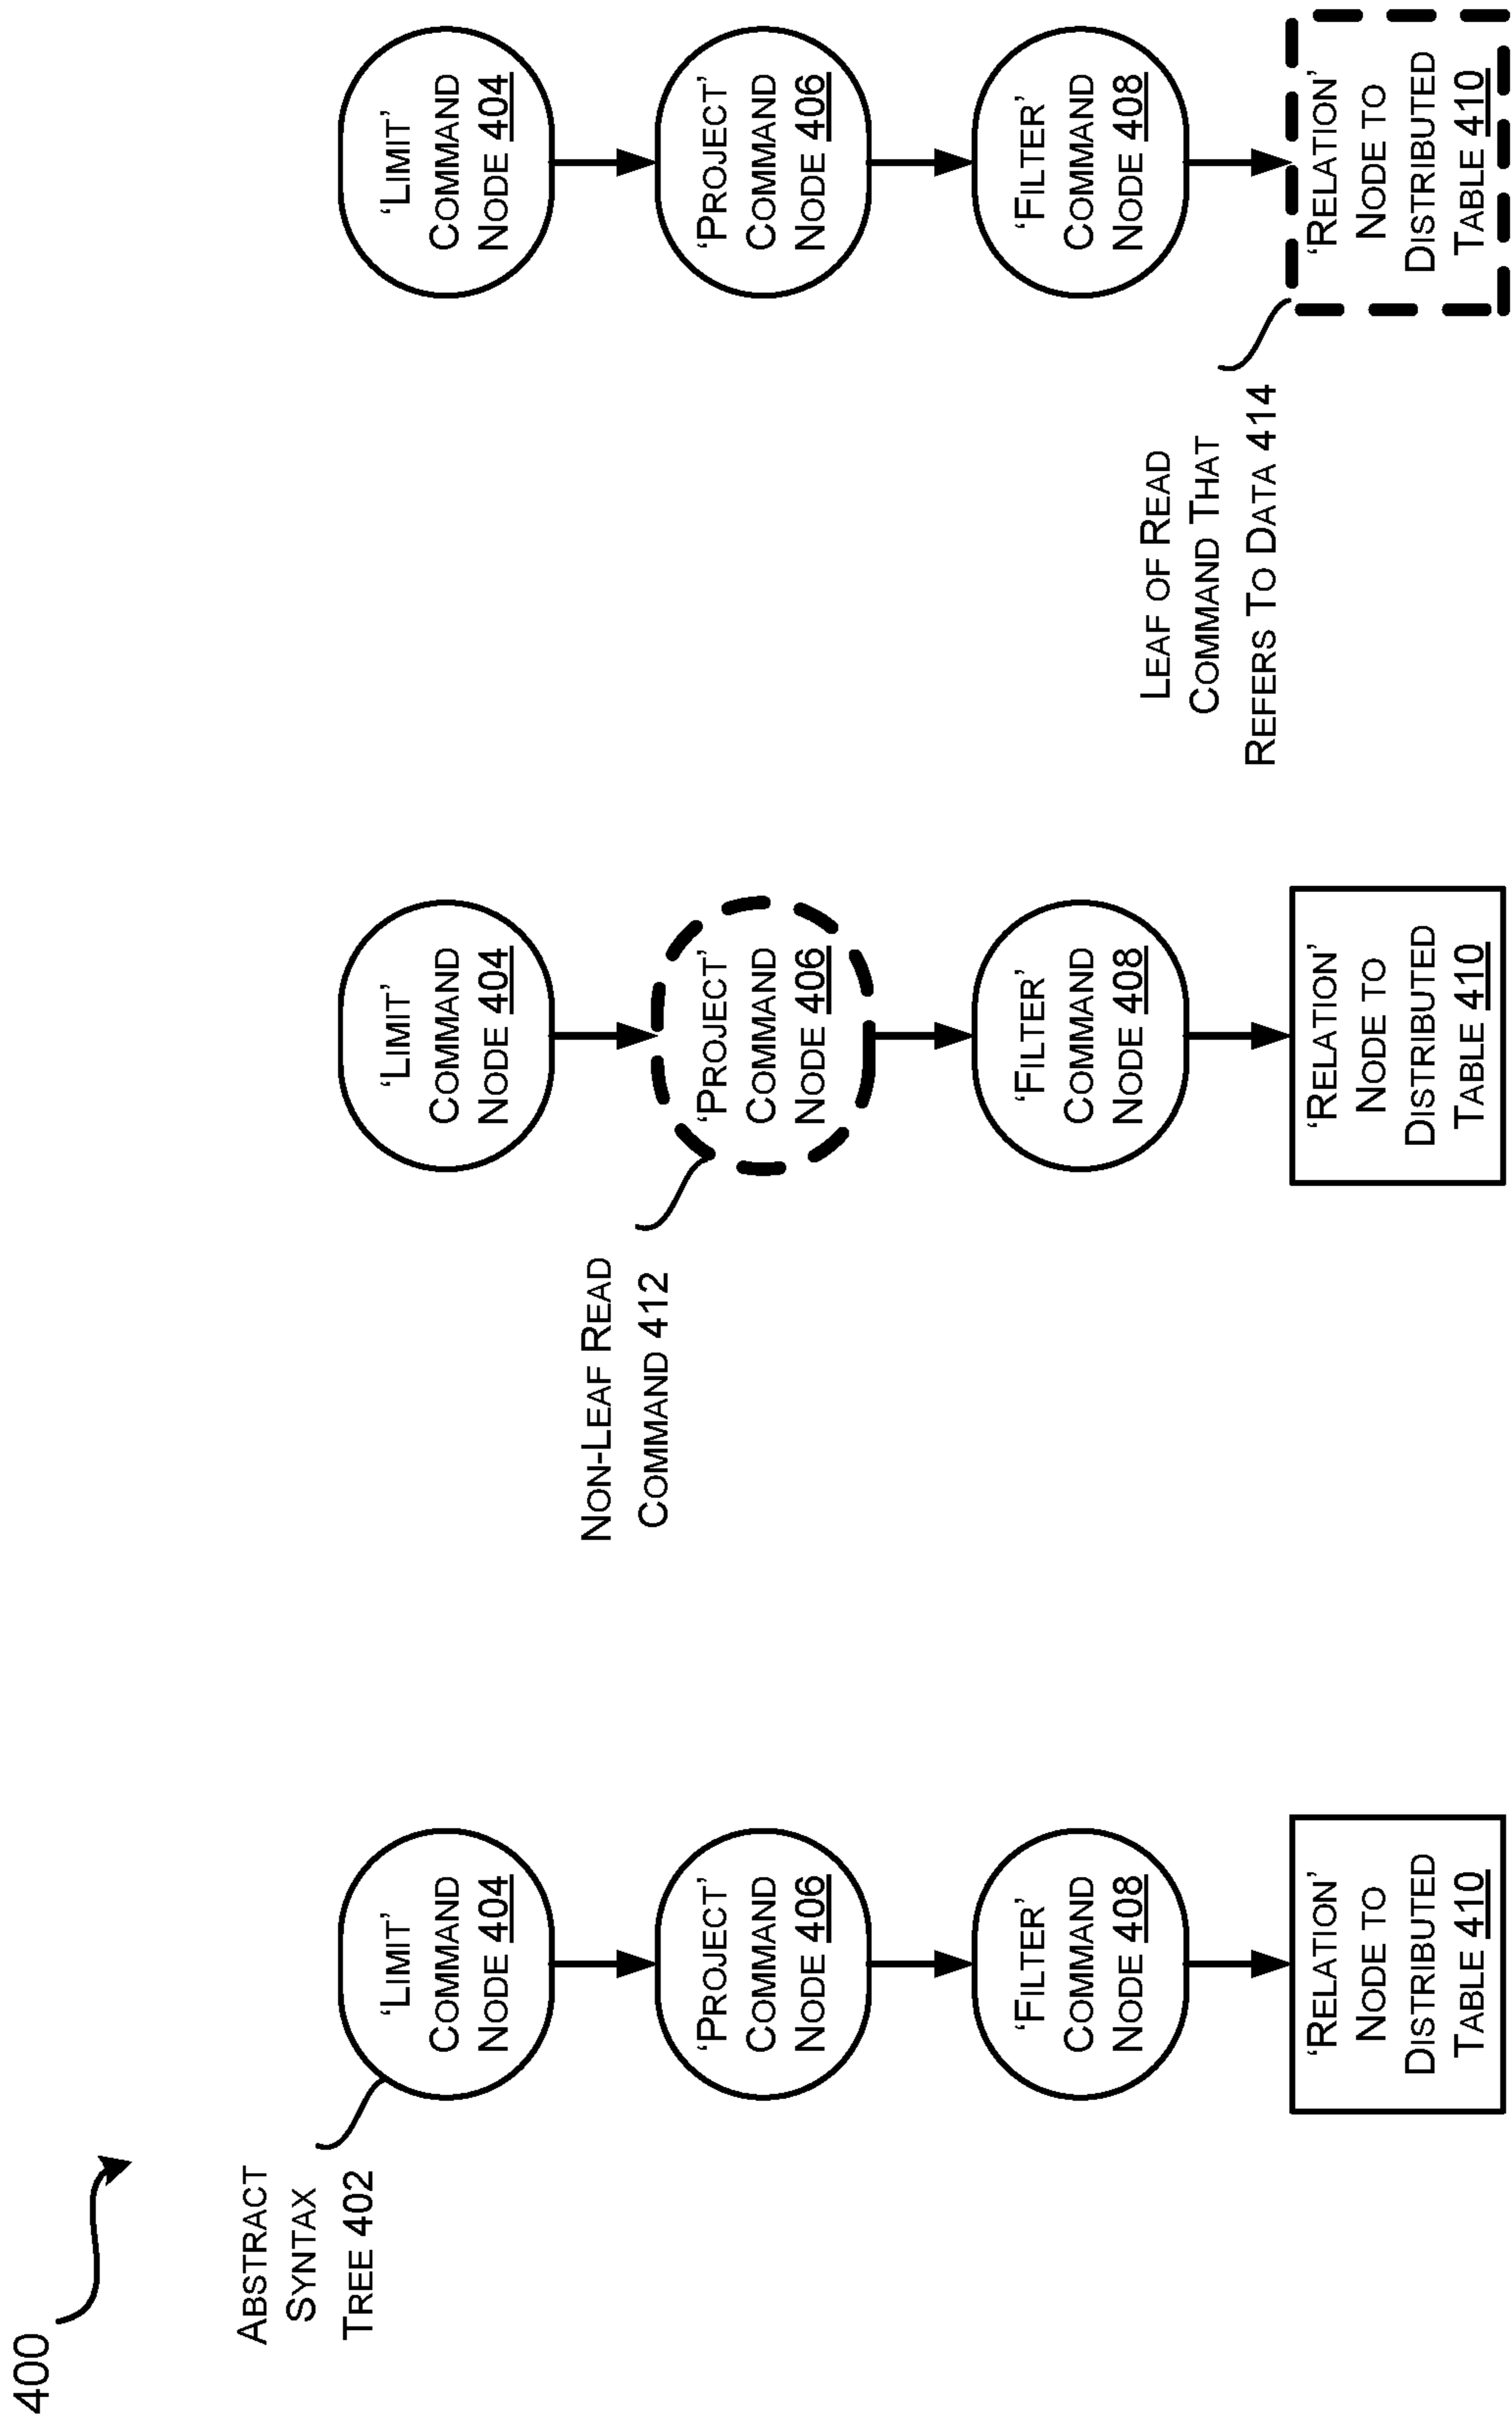 400
ABSTRACT
SYNTAX
TREE 402
‘LIMIT’
COMMAND
NODE 404
‘PROJECT’
COMMAND
NODE 406
‘FILTER’
COMMAND
NODE 408
‘RELATION’
NODE TO
DISTRIBUTED
TABLE 410
NON-LEAF READ
COMMAND 412
‘LIMIT’
COMMAND
NODE 404
‘PROJECT’
COMMAND
NODE 406
‘FILTER’
COMMAND
NODE 408
‘RELATION’
NODE TO
DISTRIBUTED
TABLE 410
LEAF OF READ
COMMAND THAT
REFERS TO DATA 414
‘LIMIT’
COMMAND
NODE 404
‘PROJECT’
COMMAND
NODE 406
‘FILTER’
COMMAND
NODE 408
‘RELATION’
NODE TO
DISTRIBUTED
TABLE 410